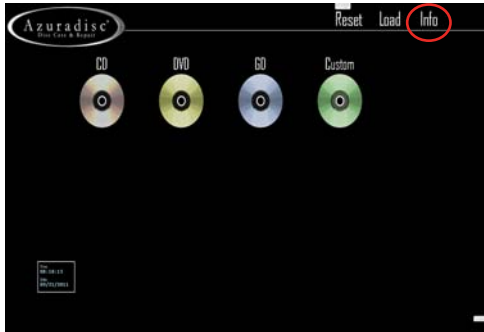 Azuradisc
Disc Care & Repair
Reset Load Info
CD DVD GD Custom